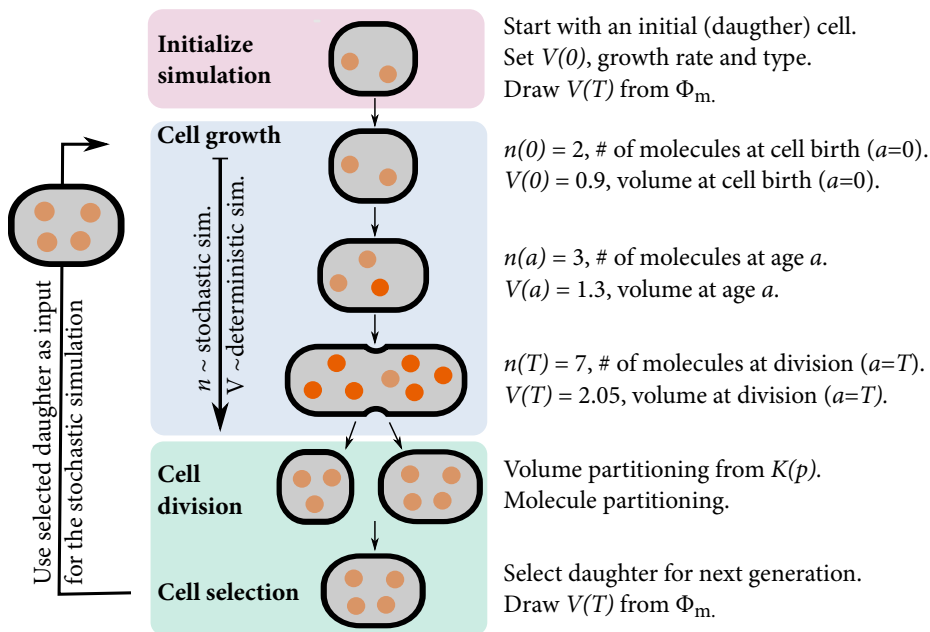 Initialize
simulation
Start with an initial (daugther) cell.
Set V(0), growth rate and type.
Draw V(T) from Φm.
Cell growth
n ~ stochastic sim.
V ~deterministic sim.
n(0) = 2, # of molecules at cell birth (a=0).
V(0) = 0.9, volume at cell birth (a=0).
n(a) = 3, # of molecules at age a.
V(a) = 1.3, volume at age a.
n(T) = 7, # of molecules at division (a=T).
V(T) = 2.05, volume at division (a=T).
Cell
division
Volume partitioning from K(p).
Molecule partitioning.
Cell selection
Select daughter for next generation.
Draw V(T) from Φm.
Use selected daughter as input
for the stochastic simulation